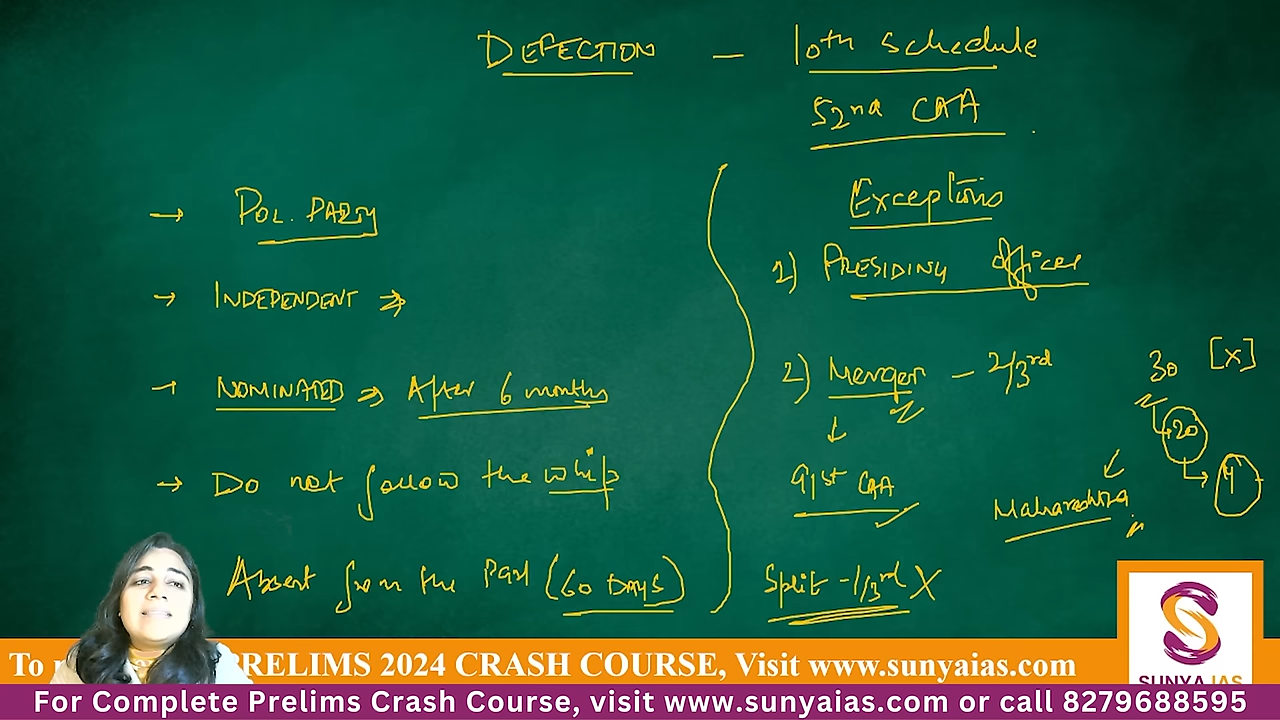 DEFECTION — 10th schedule
52nd CAA
→ POL. PARTY
→ INDEPENDENT ⇒
→ NOMINATED ⇒ After 6 months
→ Do not follow the whip
Absent from the Parl (60 DAYS)
Exceptions
1) PRESIDING officer
2) Merger - 2/3rd
↓
91st CAA
Split - 1/3rd X
30 [X]
20
Y
Maharashtra
PRELIMS 2024 CRASH COURSE, Visit www.sunyaias.com
SUNYA IAS
For Complete Prelims Crash Course, visit www.sunyaias.com or call 8279688595